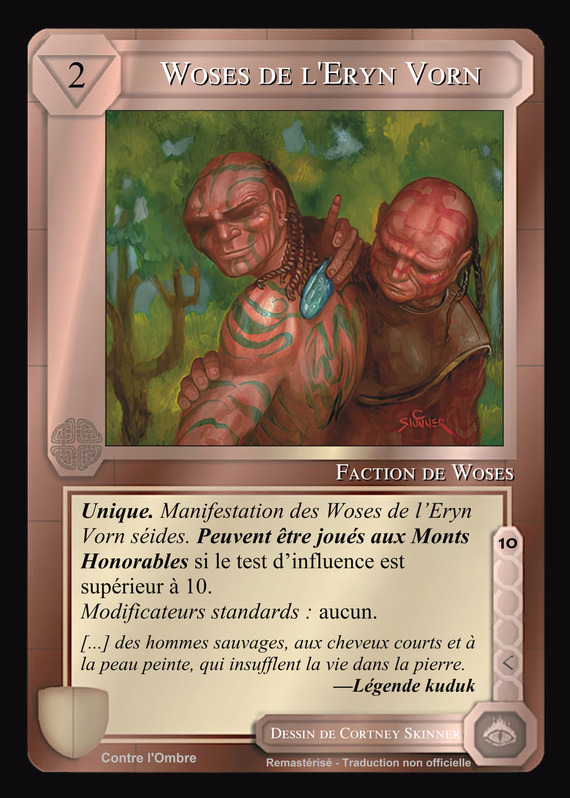 2
WOSES DE L'ERYN VORN
SKINNER
FACTION DE WOSES
Unique. Manifestation des Woses de l'Eryn
Vorn séides. Peuvent être joués aux Monts
Honorables si le test d'influence est
supérieur à 10.
Modificateurs standards : aucun.
[...] des hommes sauvages, aux cheveux courts et à
la peau peinte, qui insufflent la vie dans la pierre.
—Légende kuduk
10
<
DESSIN DE CORTNEY SKINNER
Contre l'Ombre
Remastérisé - Traduction non officielle